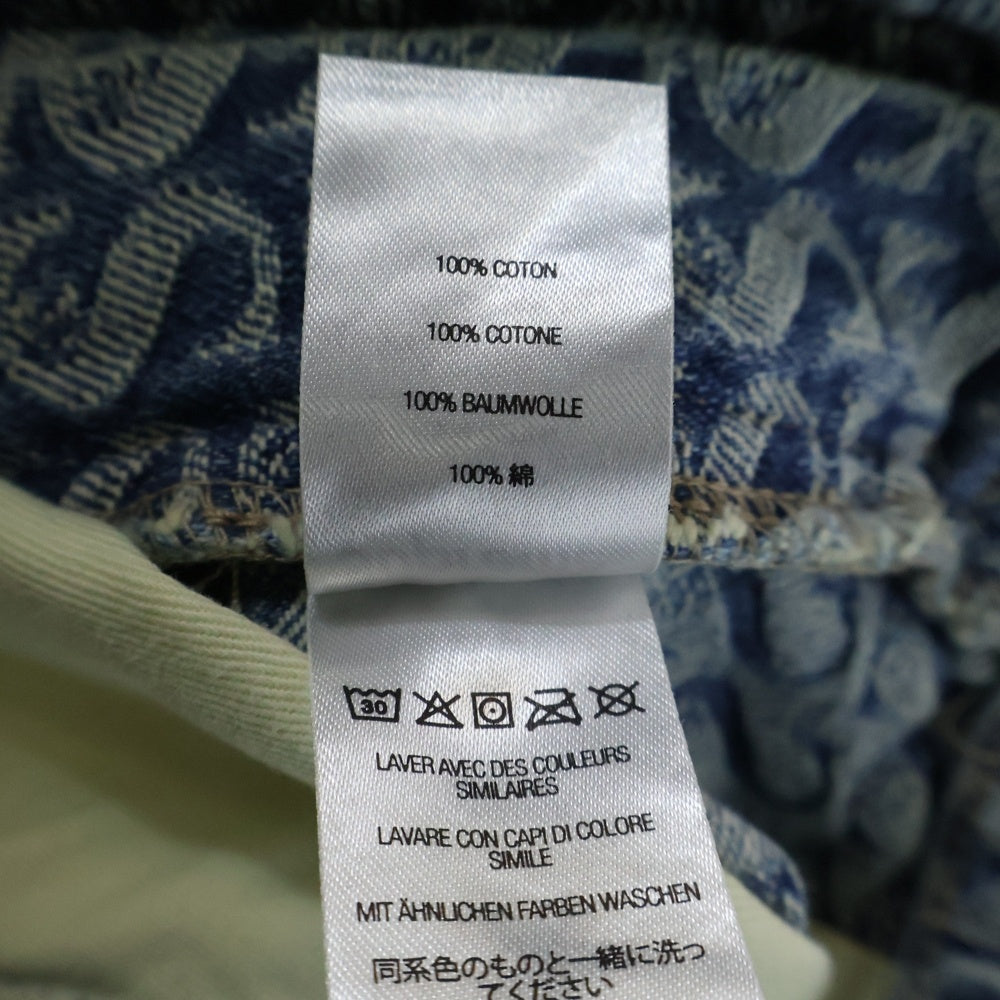 100% COTON
100% COTONE
100% BAUMWOLLE
100% 綿
30
LAVER AVEC DES COULEURS
SIMILAIRES
LAVARE CON CAPI DI COLORE
SIMILE
MIT ÄHNLICHEN FARBEN WASCHEN
同系色のものと一緒に洗っ
てください